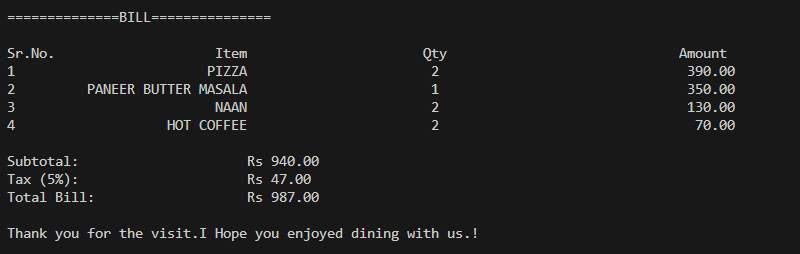 ==============BILL===============
Sr.No. Item Qty Amount
1 PIZZA 2 390.00
2 PANEER BUTTER MASALA 1 350.00
3 NAAN 2 130.00
4 HOT COFFEE 2 70.00
Subtotal: Rs 940.00
Tax (5%): Rs 47.00
Total Bill: Rs 987.00
Thank you for the visit.I Hope you enjoyed dining with us.!